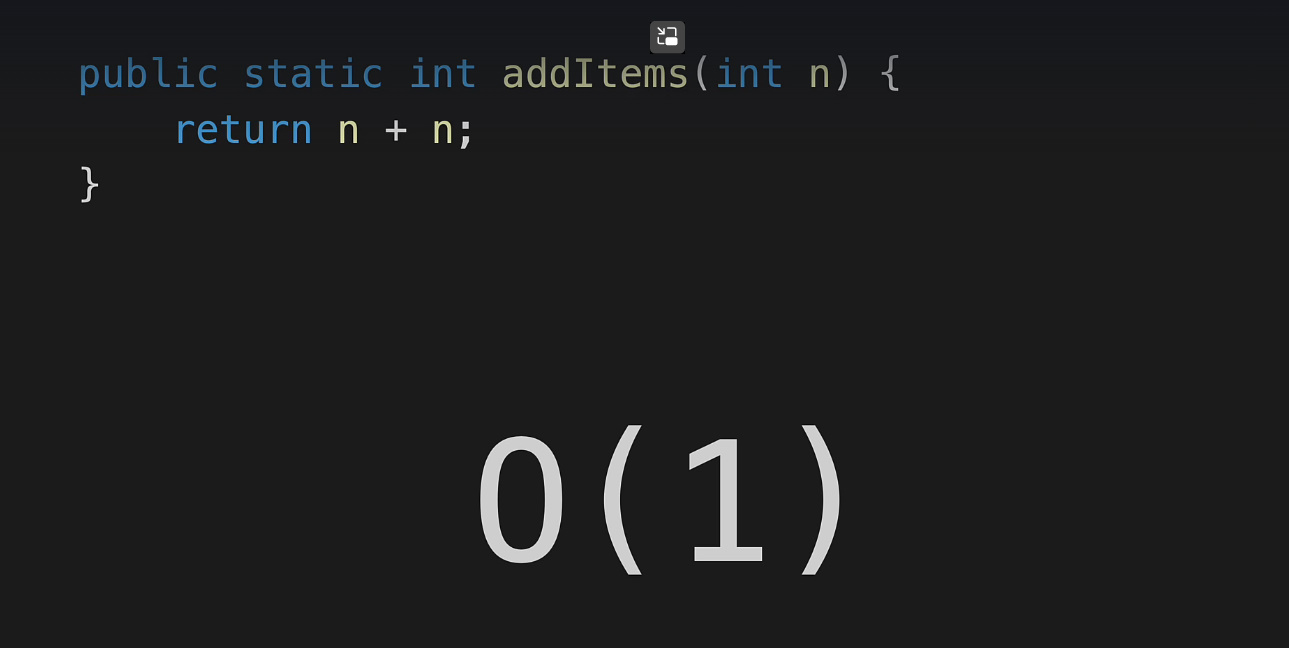 public static int addItems(int n) {
    return n + n;
}
O(1)